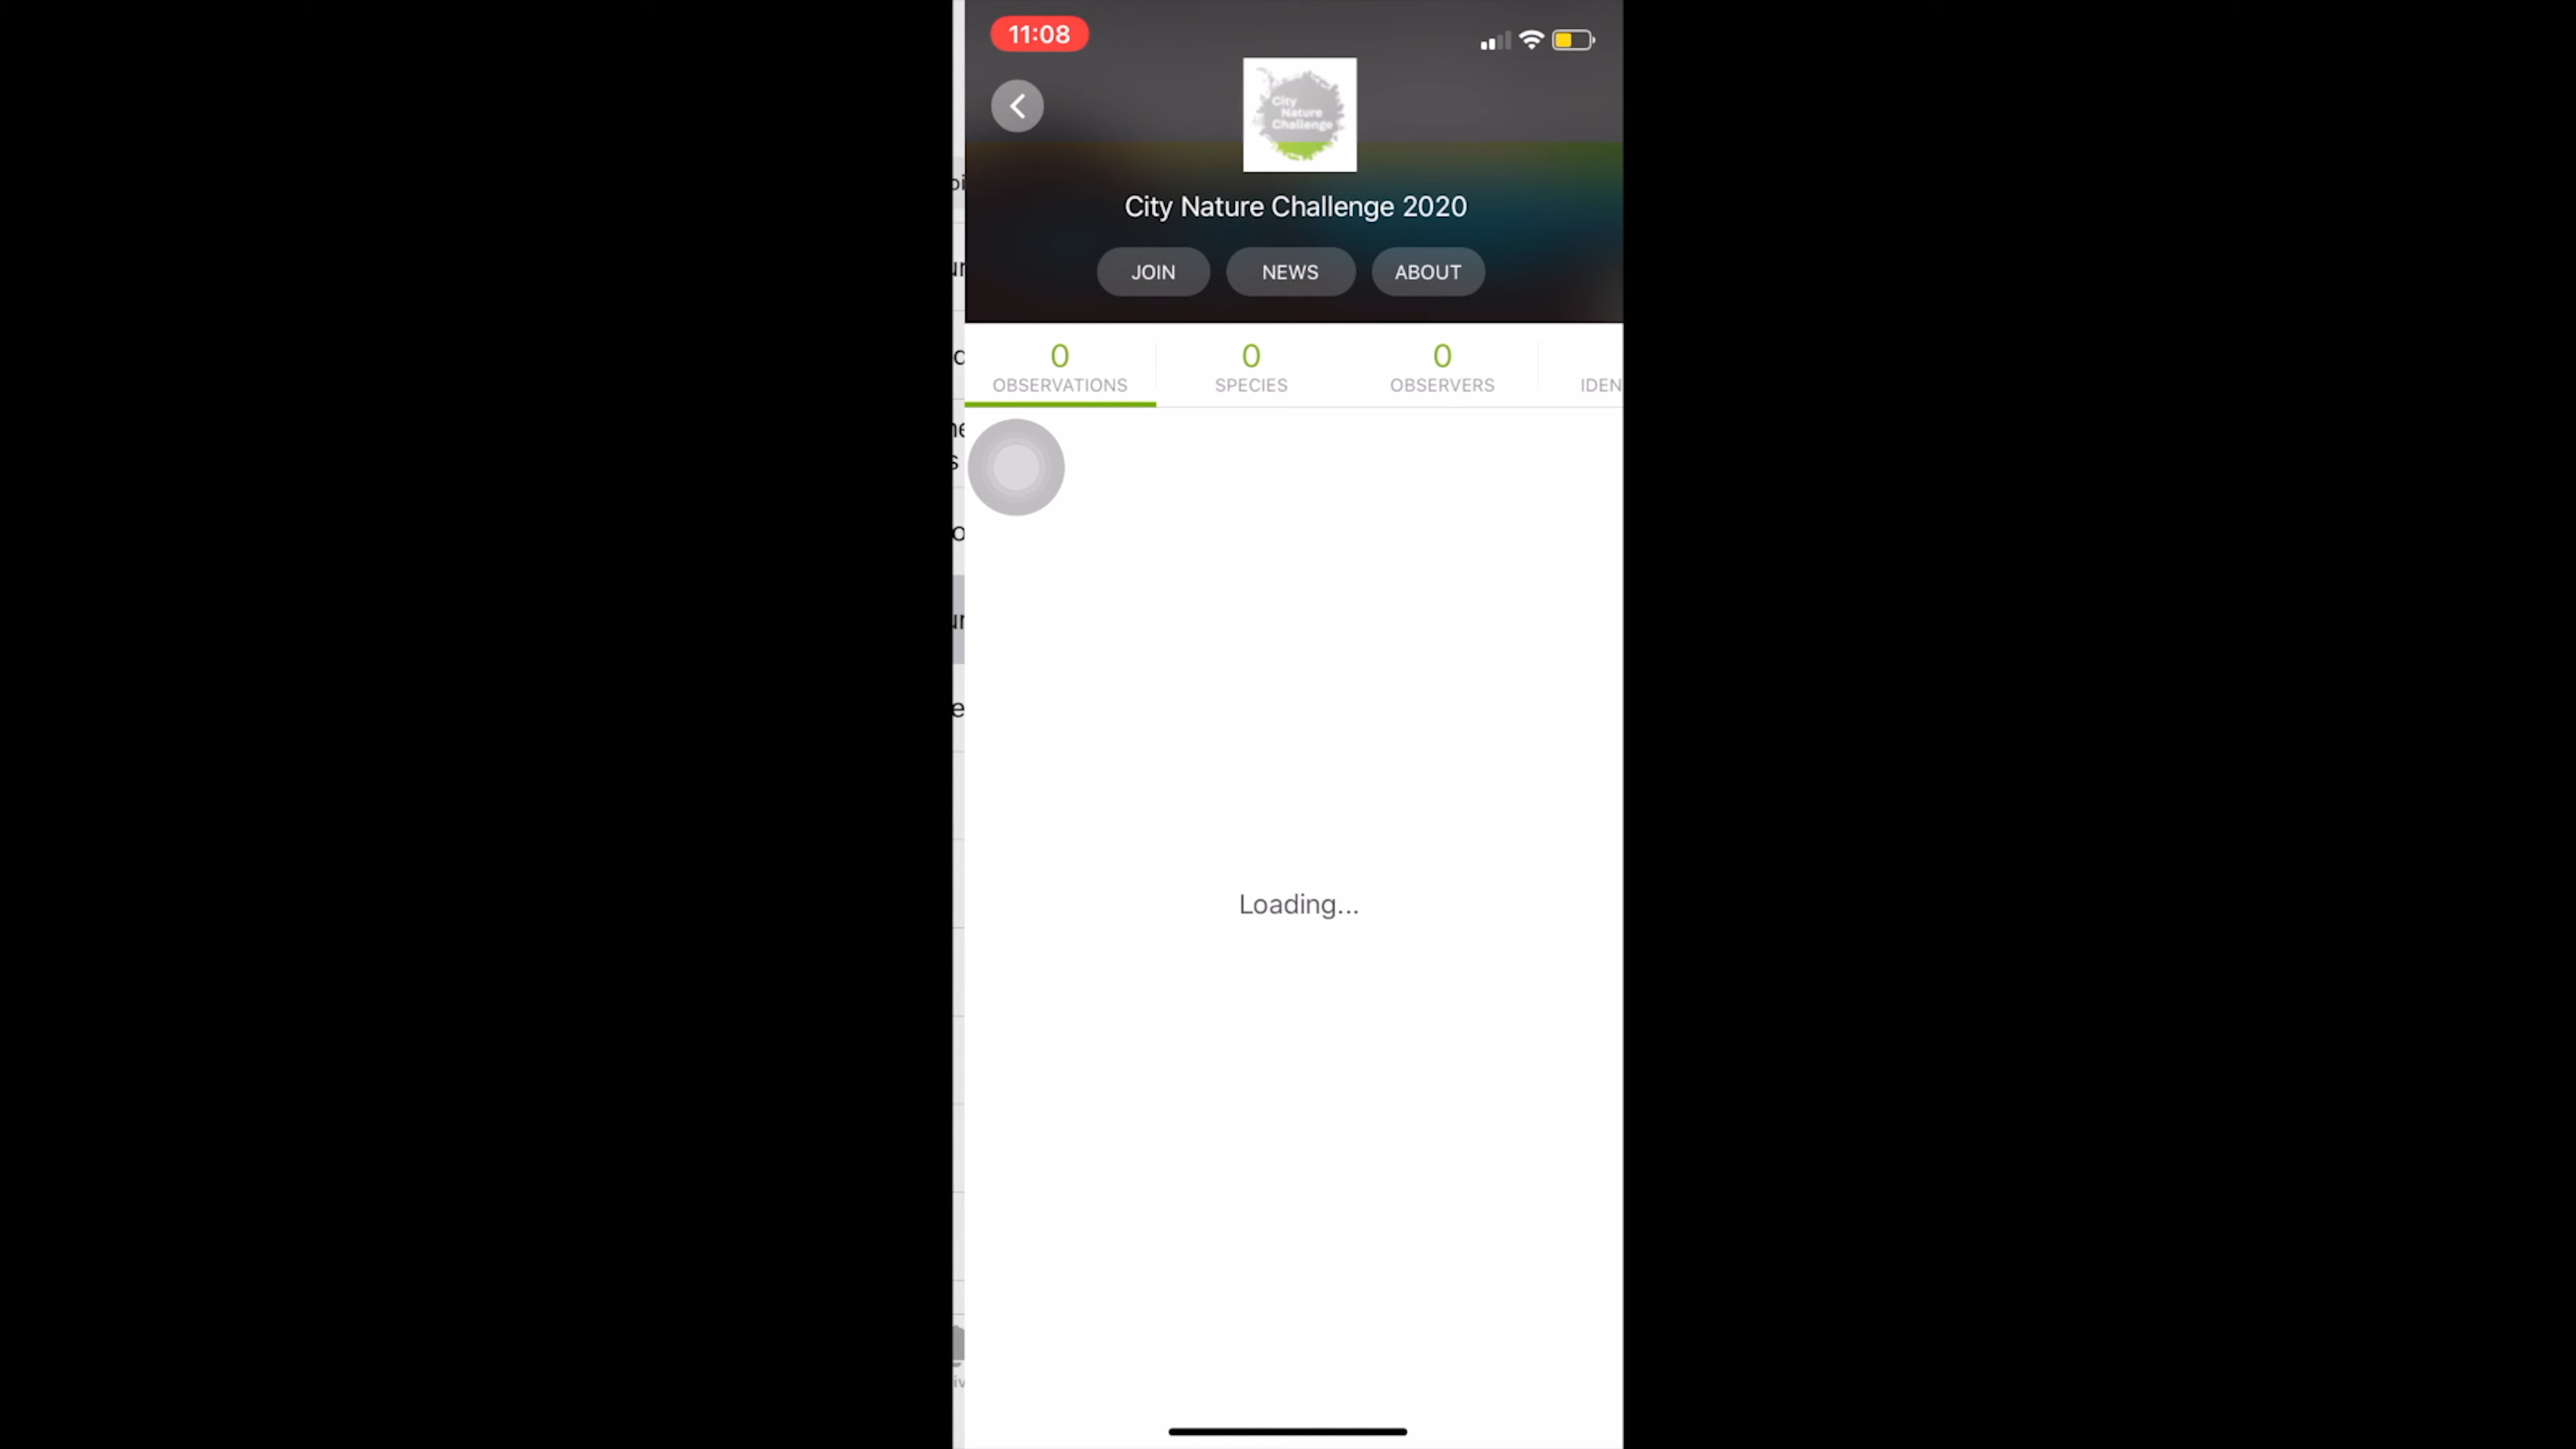 11:08
City
Nature
Challenge
City Nature Challenge 2020
JOIN NEWS ABOUT
0 0 0
OBSERVATIONS SPECIES OBSERVERS IDEN
Loading...